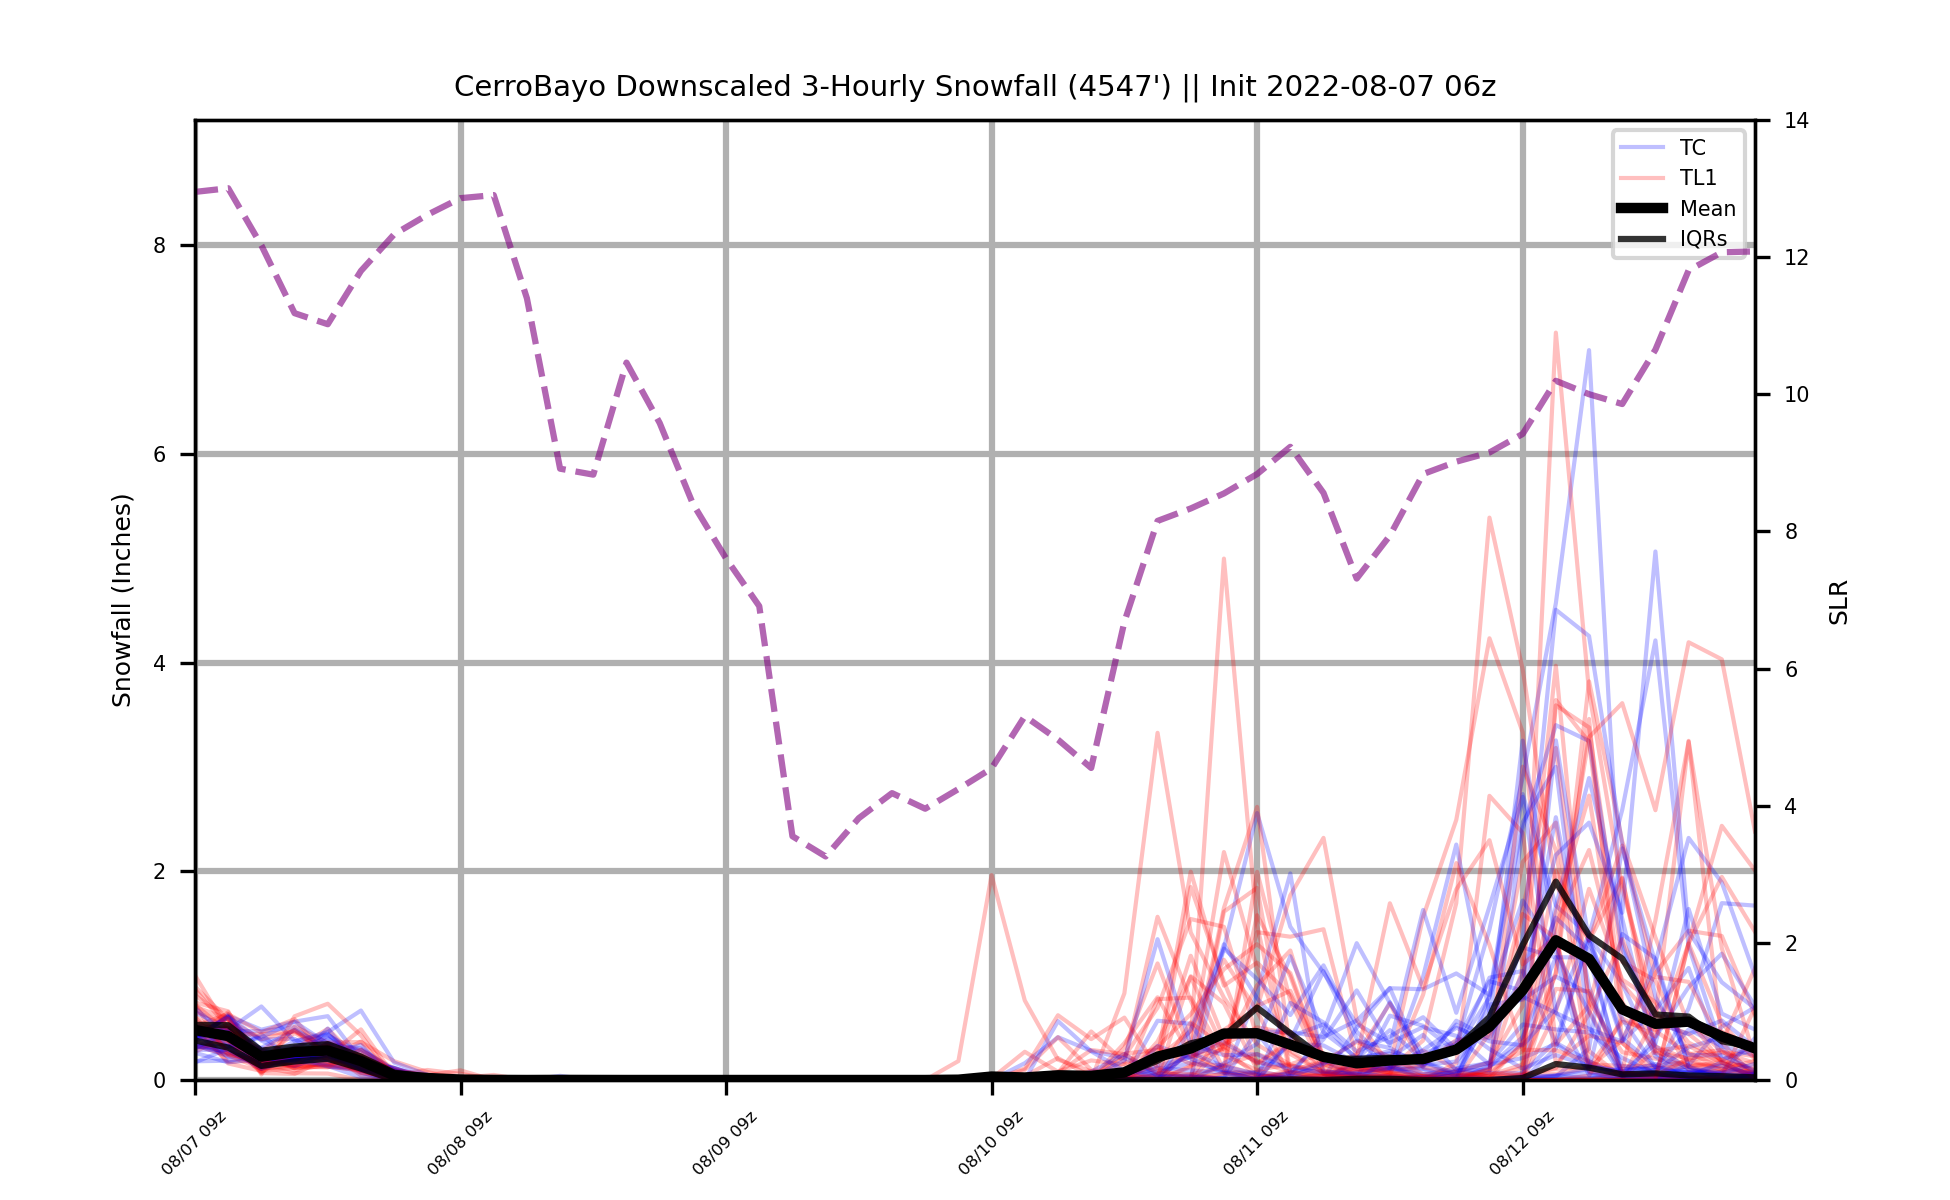 CerroBayo Downscaled 3-Hourly Snowfall (4547') || Init 2022-08-07 06z
TC
TL1
Mean
IQRs
Snowfall (Inches)
8
6
4
2
0
14
12
10
8
6
4
2
0
SLR
08/07 09z
08/08 09z
08/09 09z
08/10 09z
08/11 09z
08/12 09z